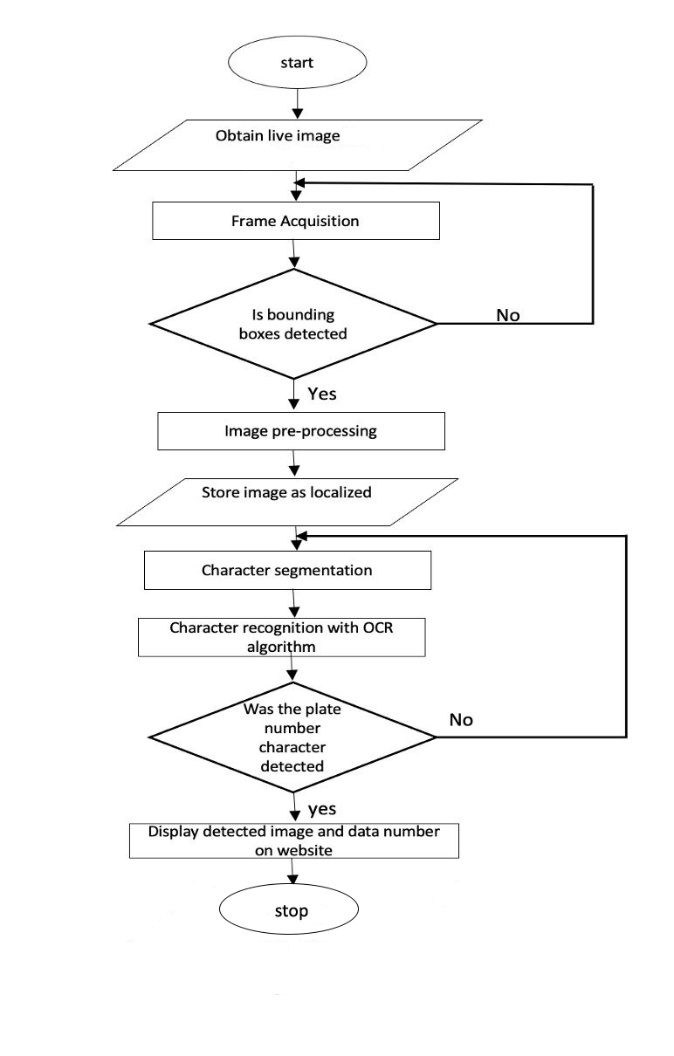 start
Obtain live image
Frame Acquisition
Is bounding
boxes detected
No
Yes
Image pre-processing
Store image as localized
Character segmentation
Character recognition with OCR
algorithm
Was the plate
number
character
detected
No
yes
Display detected image and data number
on website
stop